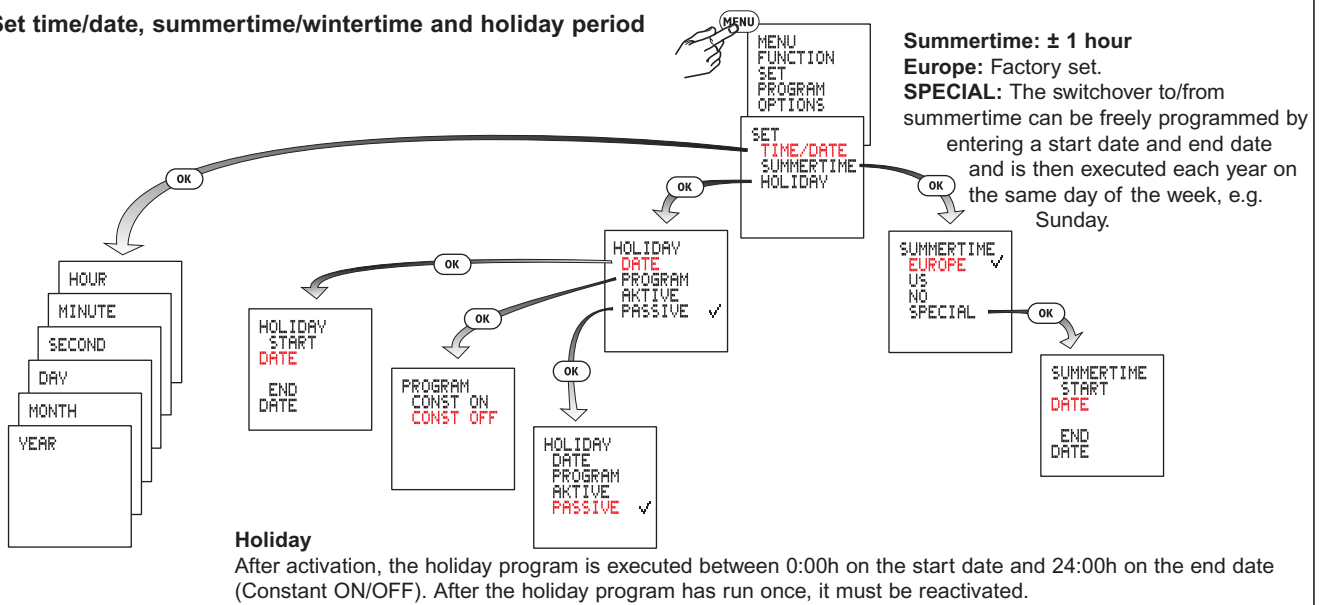 Set time/date, summertime/wintertime and holiday period
MENU
MENU
FUNCTION
SET
PROGRAM
OPTIONS
Summertime: ± 1 hour
Europe: Factory set.
SPECIAL: The switchover to/from
summertime can be freely programmed by
entering a start date and end date
and is then executed each year on
the same day of the week, e.g.
Sunday.
SET
TIME/DATE
SUMMERTIME
HOLIDAY
OK
OK
OK
HOUR
MINUTE
SECOND
DAY
MONTH
YEAR
HOLIDAY
DATE
PROGRAM
AKTIVE
PASSIVE ✓
OK
OK
OK
HOLIDAY
START
DATE
END
DATE
PROGRAM
CONST ON
CONST OFF
HOLIDAY
DATE
PROGRAM
AKTIVE
PASSIVE ✓
SUMMERTIME
EUROPE ✓
US
NO
SPECIAL
OK
SUMMERTIME
START
DATE
END
DATE
Holiday
After activation, the holiday program is executed between 0:00h on the start date and 24:00h on the end date
(Constant ON/OFF). After the holiday program has run once, it must be reactivated.